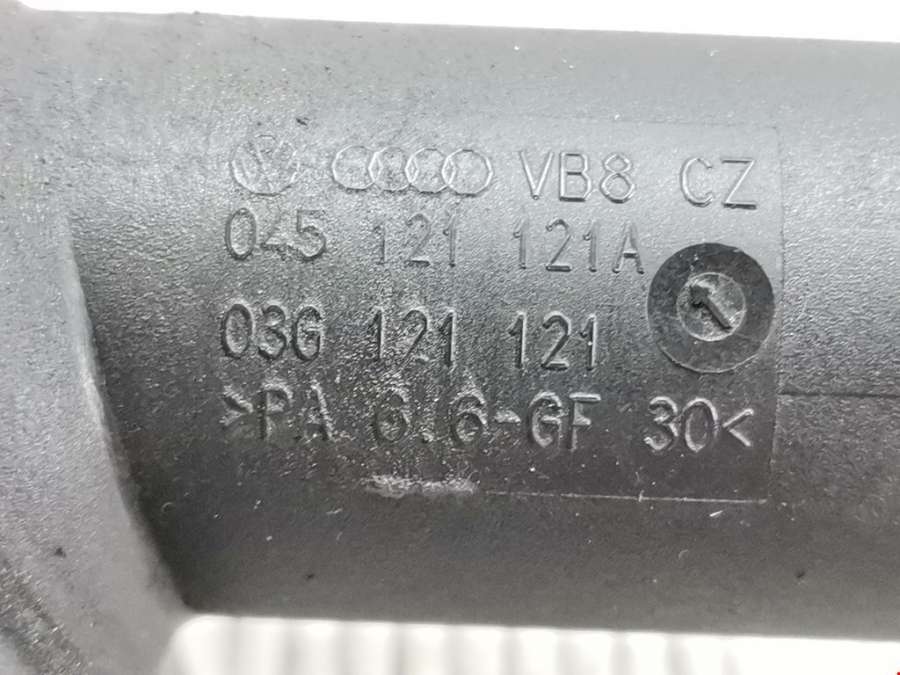 VB8 CZ
045 121 121A
03G 121 121
>PA 6.6-GF 30<